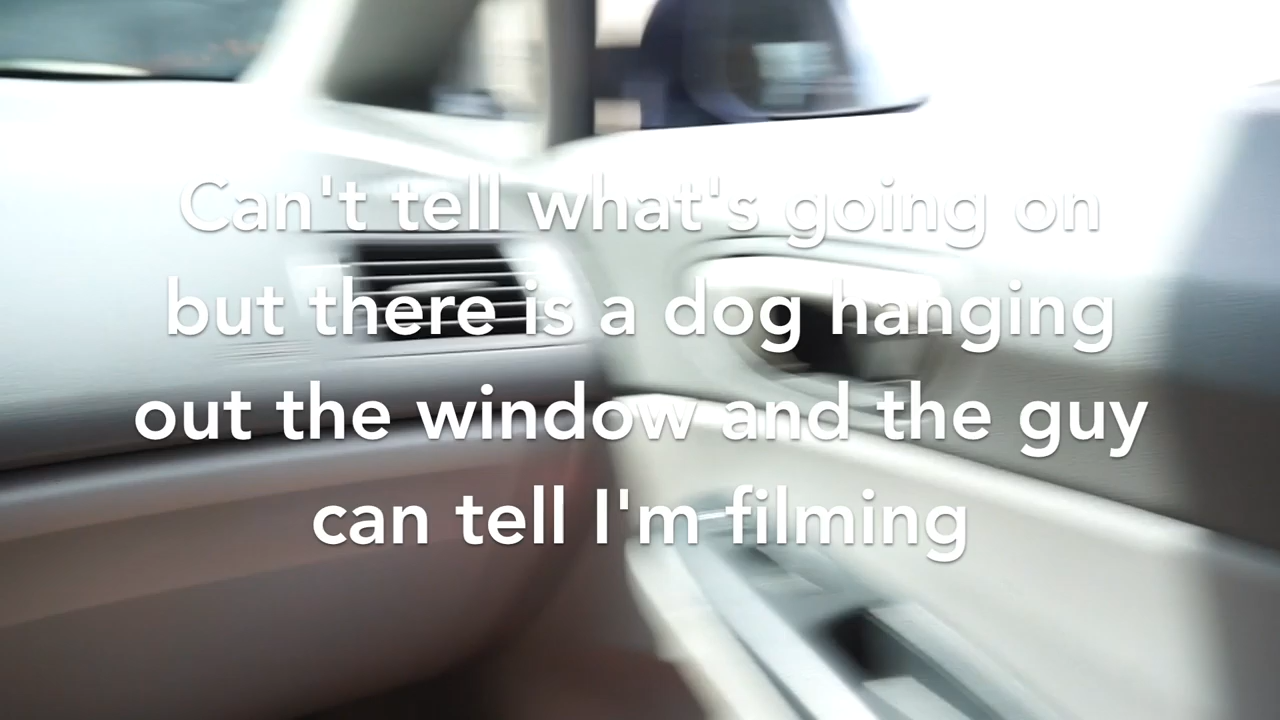 Can't tell what's going on
but there is a dog hanging
out the window and the guy
can tell I'm filming